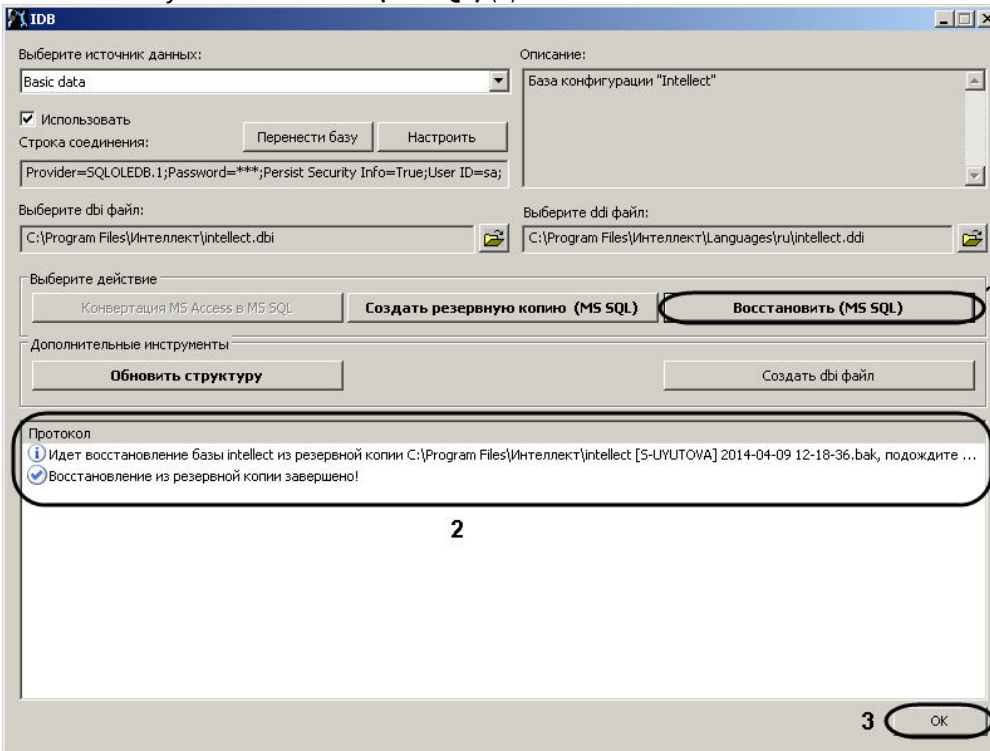 IDB
Выберите источник данных:
Описание:
Basic data
База конфигурации "Intellect"
Использовать
Строка соединения:
Перенести базу
Настроить
Provider=SQLOLEDB.1;Password=***;Persist Security Info=True;User ID=sa;
Выберите dbi файл:
Выберите ddi файл:
C:\Program Files\Интеллект\intellect.dbi
C:\Program Files\Интеллект\Languages\ru\intellect.ddi
Выберите действие
Конвертация MS Access в MS SQL
Создать резервную копию (MS SQL)
Восстановить (MS SQL)
Дополнительные инструменты
Обновить структуру
Создать dbi файл
Протокол
Идет восстановление базы intellect из резервной копии C:\Program Files\Интеллект\intellect [S-UYUTOVA] 2014-04-09 12-18-36.bak, подождите ...
Восстановление из резервной копии завершено!
2
3
ОК